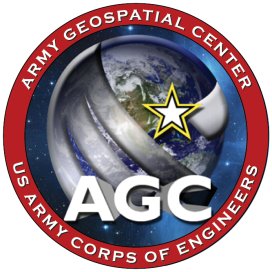 ARMY GEOSPATIAL CENTER
AGC
US ARMY CORPS OF ENGINEERS